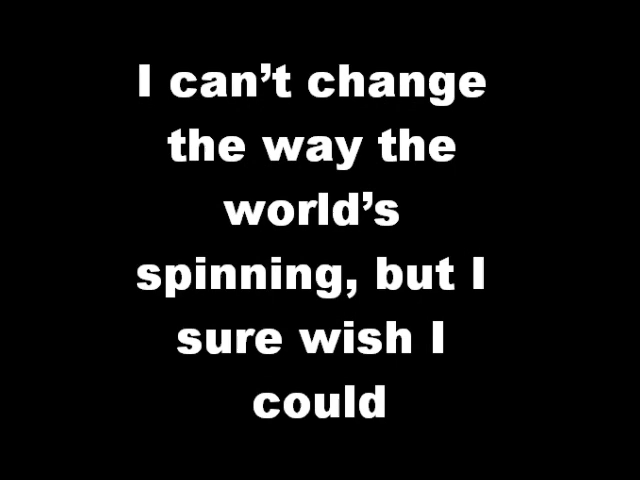 I can’t change
the way the
world’s
spinning, but I
sure wish I
could